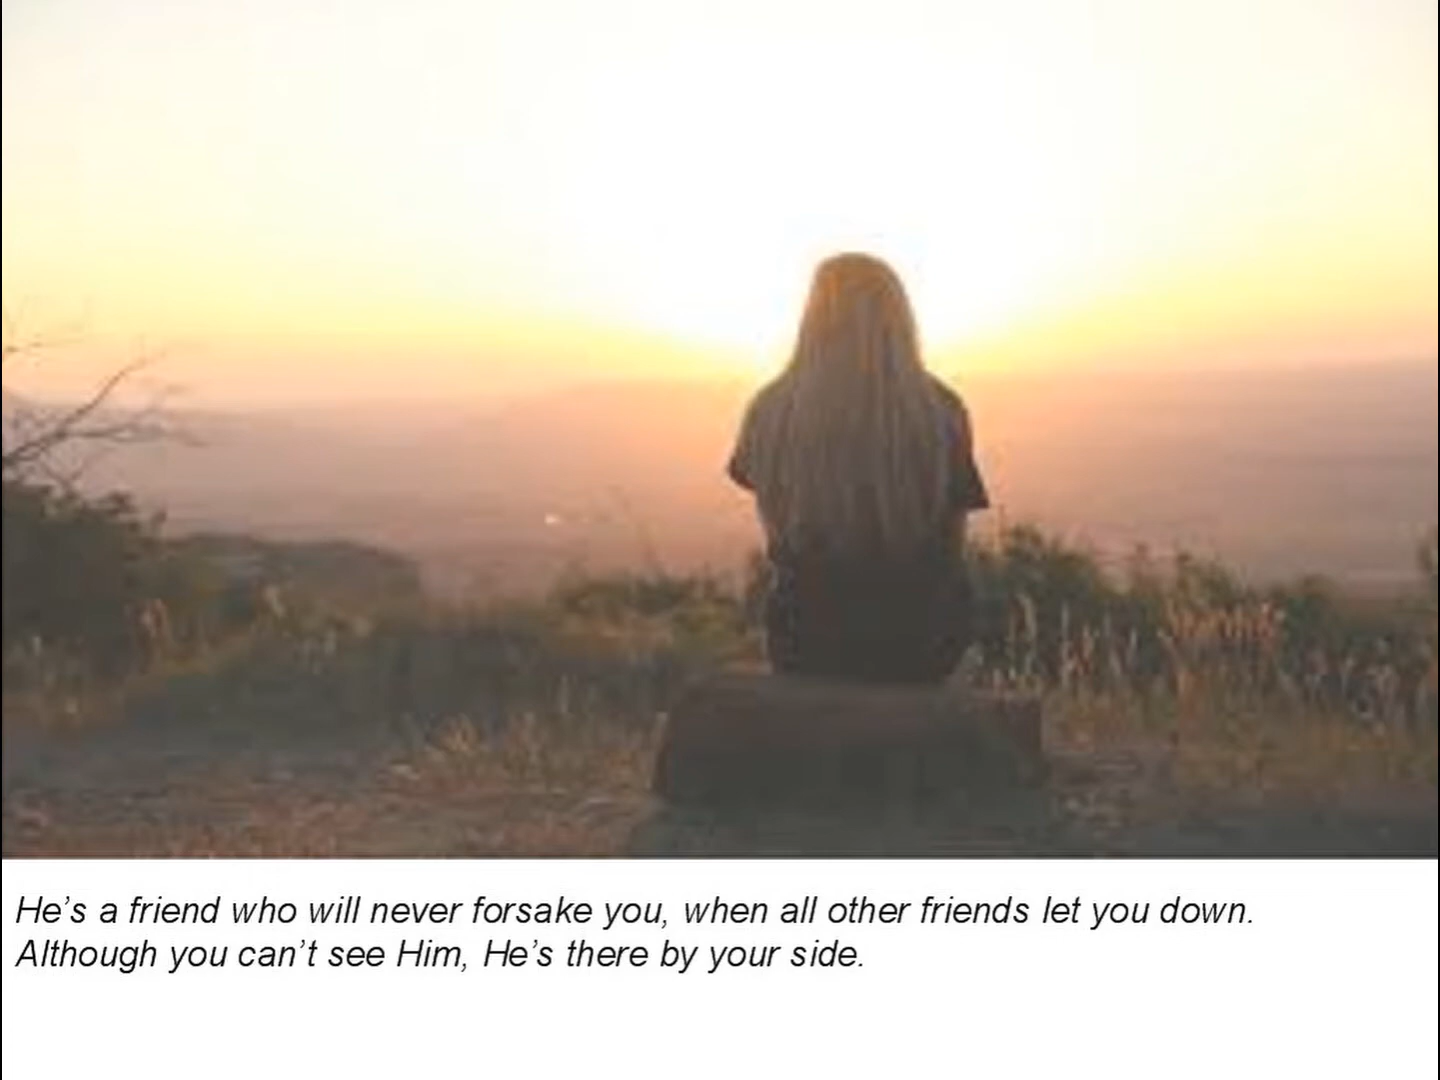 He’s a friend who will never forsake you, when all other friends let you down.
Although you can’t see Him, He’s there by your side.